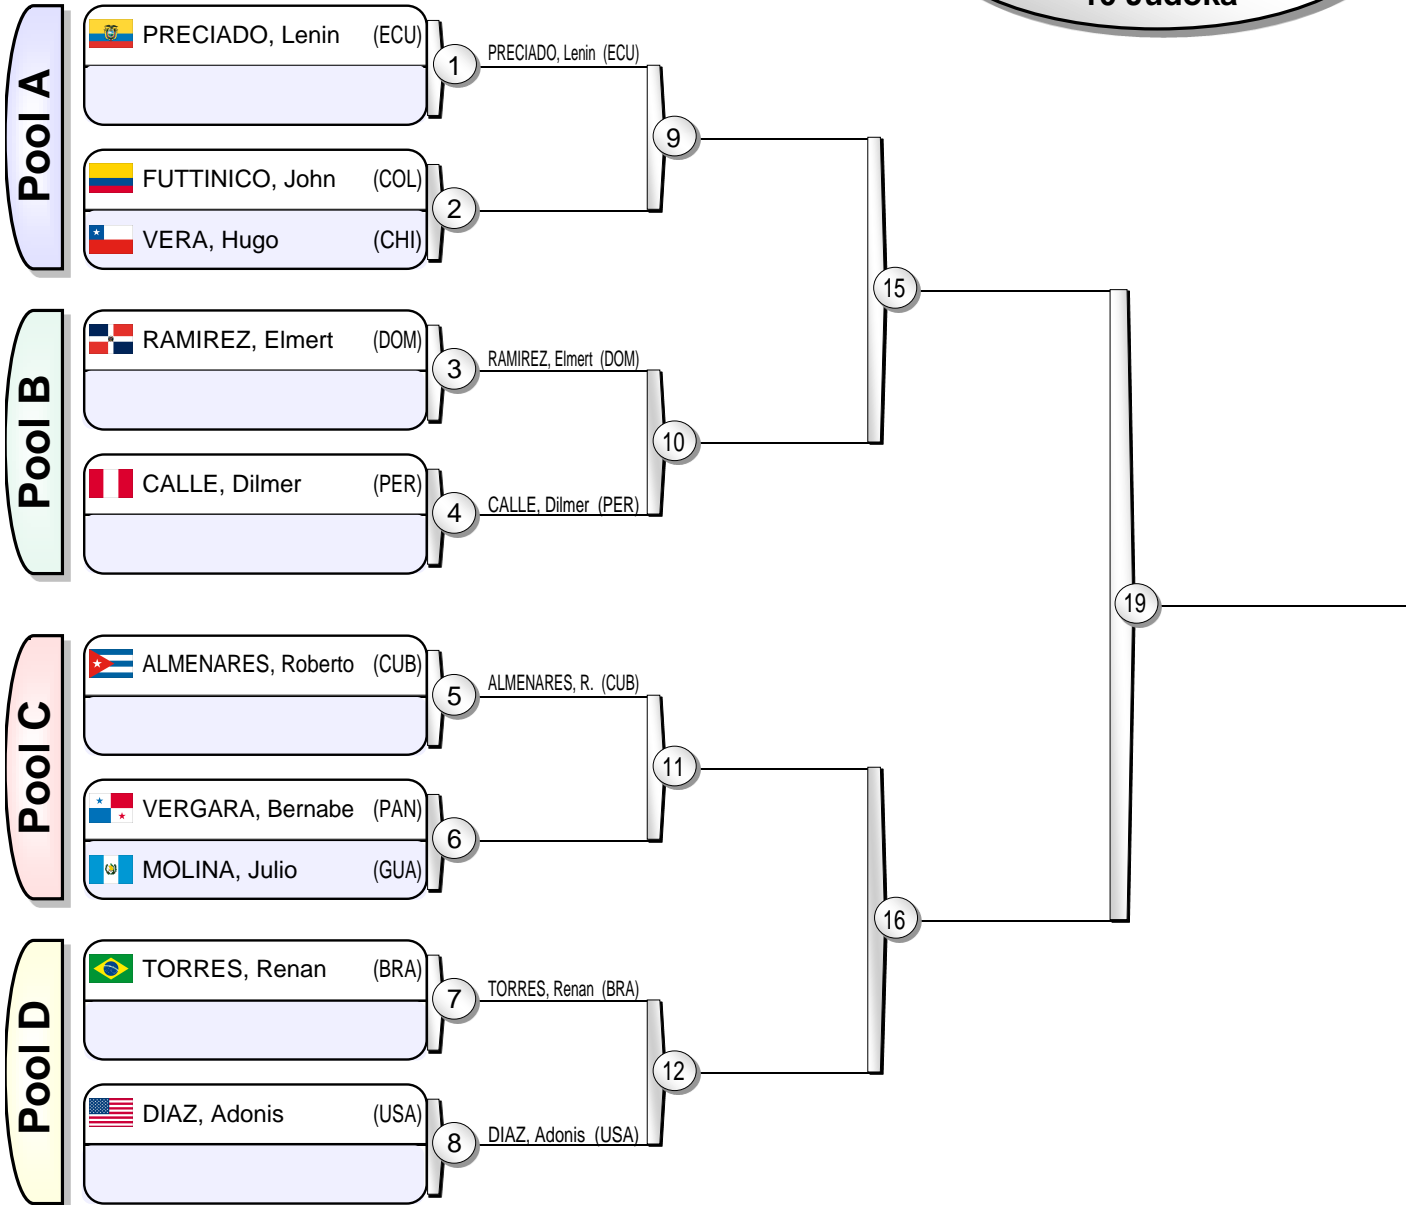 10 Judoka
Pool A
PRECIADO, Lenin (ECU)
1
PRECIADO, Lenin (ECU)
9
FUTTINICO, John (COL)
2
VERA, Hugo (CHI)
15
Pool B
RAMIREZ, Elmert (DOM)
3
RAMIREZ, Elmert (DOM)
10
CALLE, Dilmer (PER)
4
CALLE, Dilmer (PER)
19
Pool C
ALMENARES, Roberto (CUB)
5
ALMENARES, R. (CUB)
11
VERGARA, Bernabe (PAN)
6
MOLINA, Julio (GUA)
16
Pool D
TORRES, Renan (BRA)
7
TORRES, Renan (BRA)
12
DIAZ, Adonis (USA)
8
DIAZ, Adonis (USA)